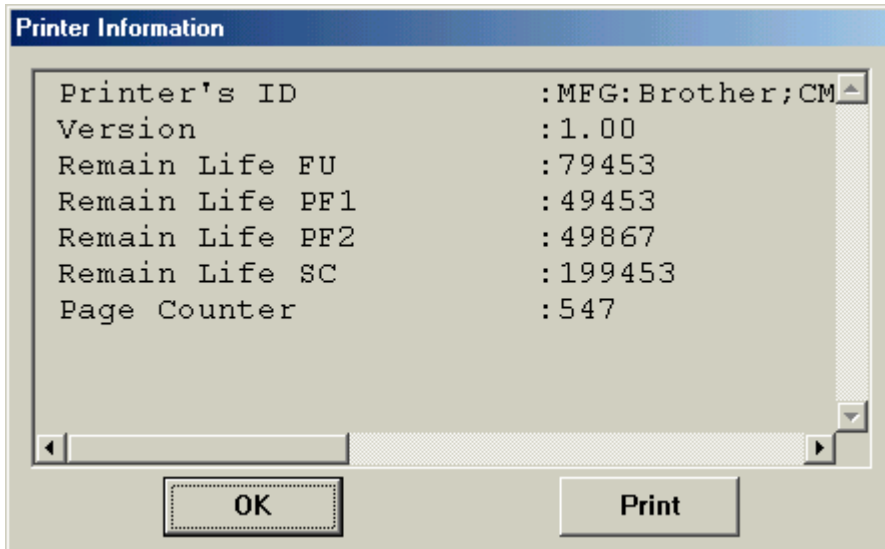 Printer Information
Printer's ID :MFG:Brother;CM
Version :1.00
Remain Life FU :79453
Remain Life PF1 :49453
Remain Life PF2 :49867
Remain Life SC :199453
Page Counter :547
OK Print